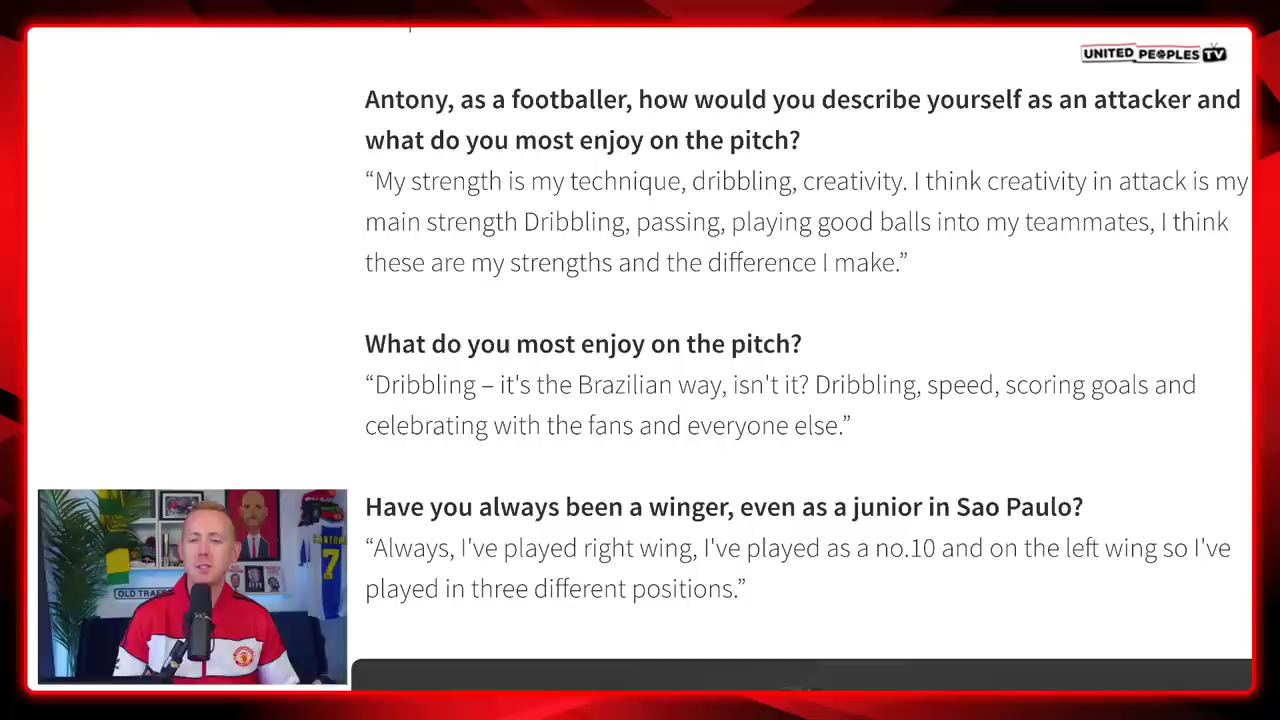 UNITED PEOPLES TV
Antony, as a footballer, how would you describe yourself as an attacker and
what do you most enjoy on the pitch?
“My strength is my technique, dribbling, creativity. I think creativity in attack is my
main strength Dribbling, passing, playing good balls into my teammates, I think
these are my strengths and the difference I make.”
What do you most enjoy on the pitch?
“Dribbling – it's the Brazilian way, isn't it? Dribbling, speed, scoring goals and
celebrating with the fans and everyone else.”
Have you always been a winger, even as a junior in Sao Paulo?
“Always, I've played right wing, I've played as a no.10 and on the left wing so I've
played in three different positions.”
OLD TRAF
7